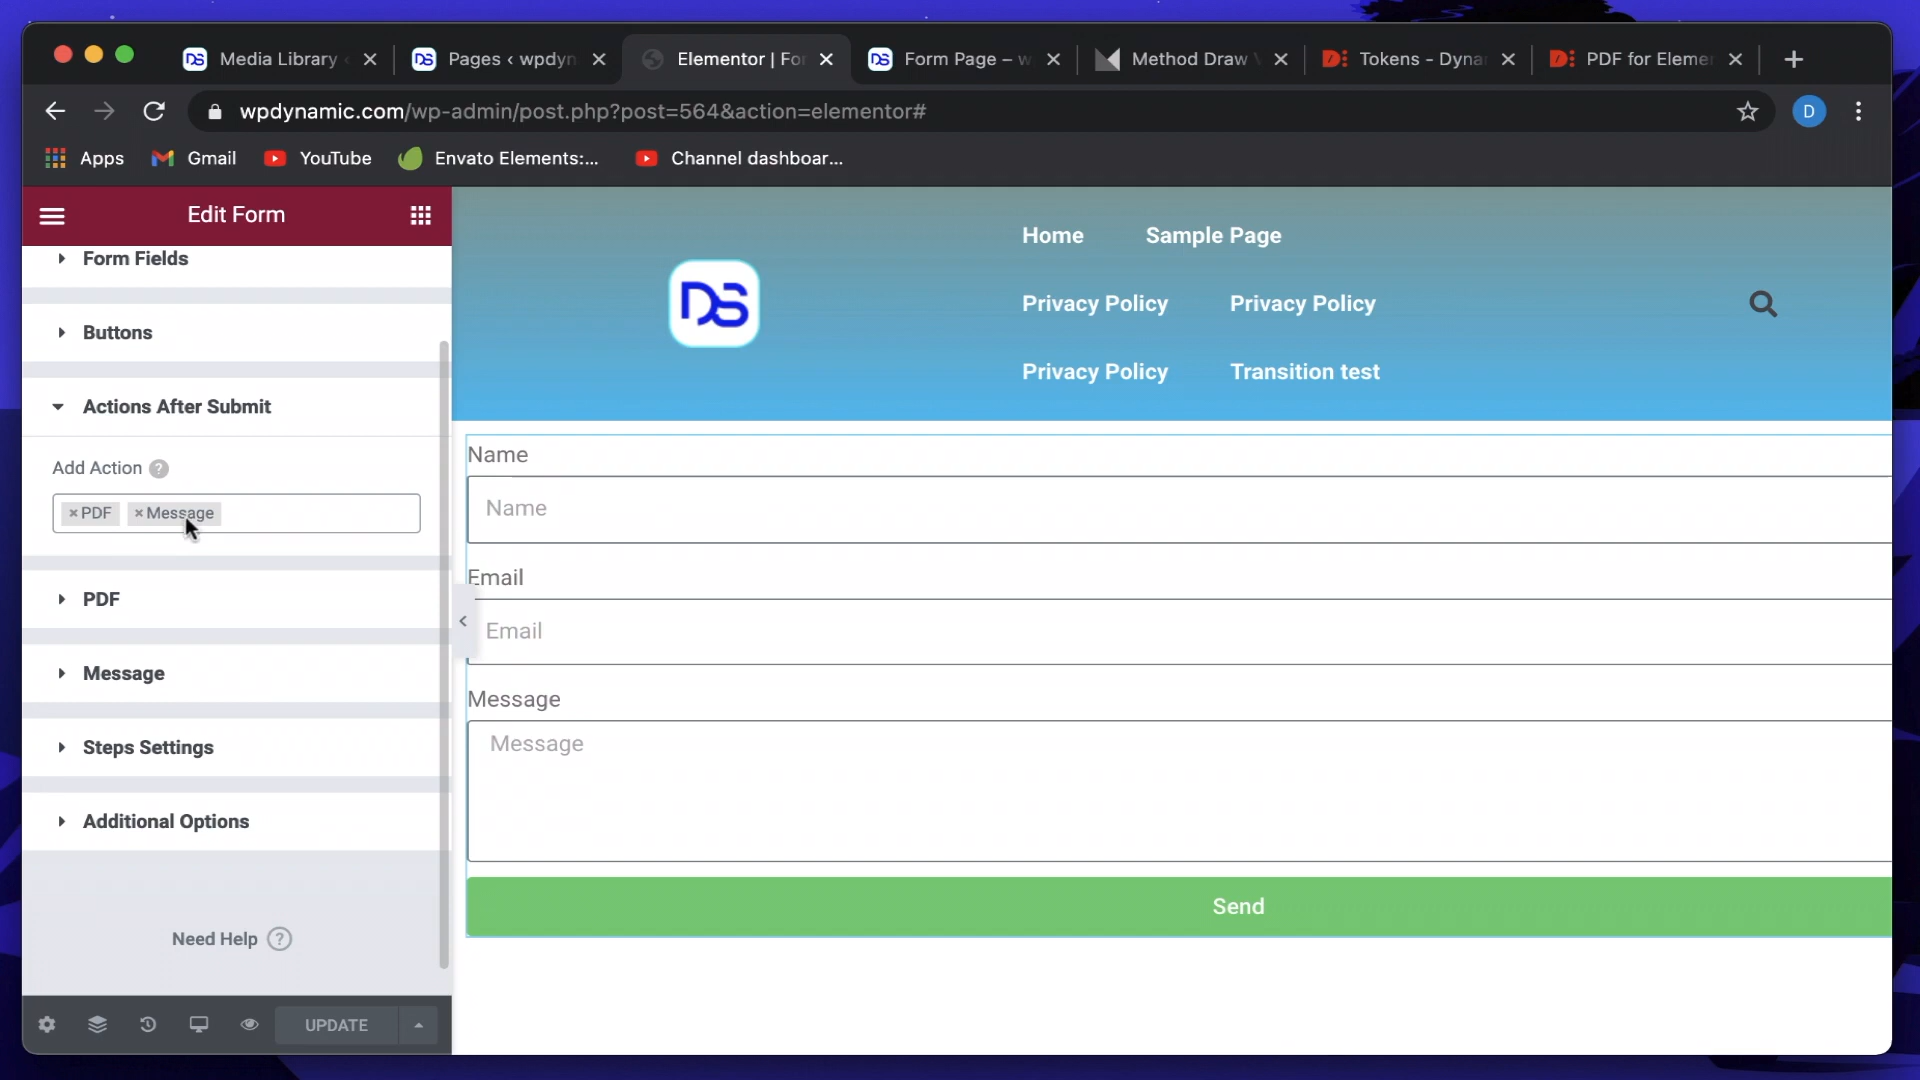 Media Library
Pages ‹ wpdyn
Elementor | Fo
Form Page – w
Method Draw
Tokens - Dyna
PDF for Eleme
wpdynamic.com/wp-admin/post.php?post=564&action=elementor#
D
Apps
Gmail
YouTube
Envato Elements:...
Channel dashboar...
Edit Form
Form Fields
Buttons
Actions After Submit
Add Action ?
×PDF ×Message
PDF
Message
Steps Settings
Additional Options
Need Help ?
UPDATE
Home Sample Page
DS
Privacy Policy Privacy Policy
Privacy Policy Transition test
Name
Name
Email
Email
Message
Message
Send